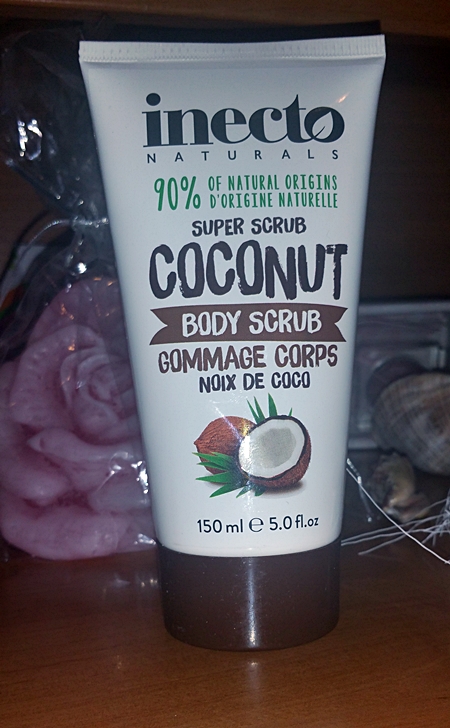 inecto
NATURALS
90% OF NATURAL ORIGINS
D'ORIGINE NATURELLE
SUPER SCRUB
COCONUT
BODY SCRUB
GOMMAGE CORPS
NOIX DE COCO
150 ml ℮ 5.0 fl.oz